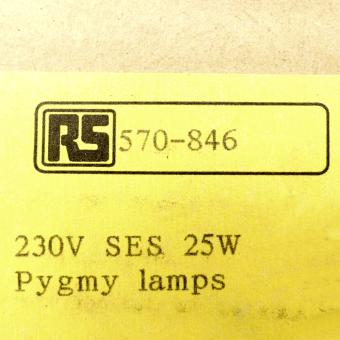 RS 570-846
230V SES 25W
Pygmy lamps